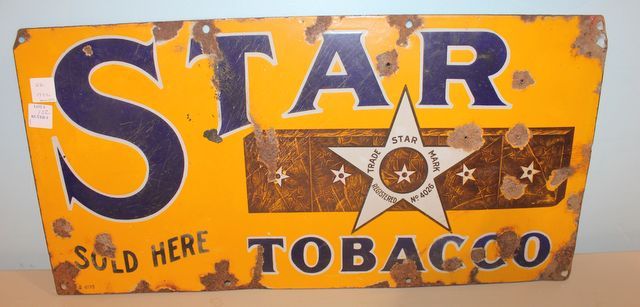 STAR
TRADE STAR MARK
REGISTERED No 4026
SOLD HERE
TOBACCO